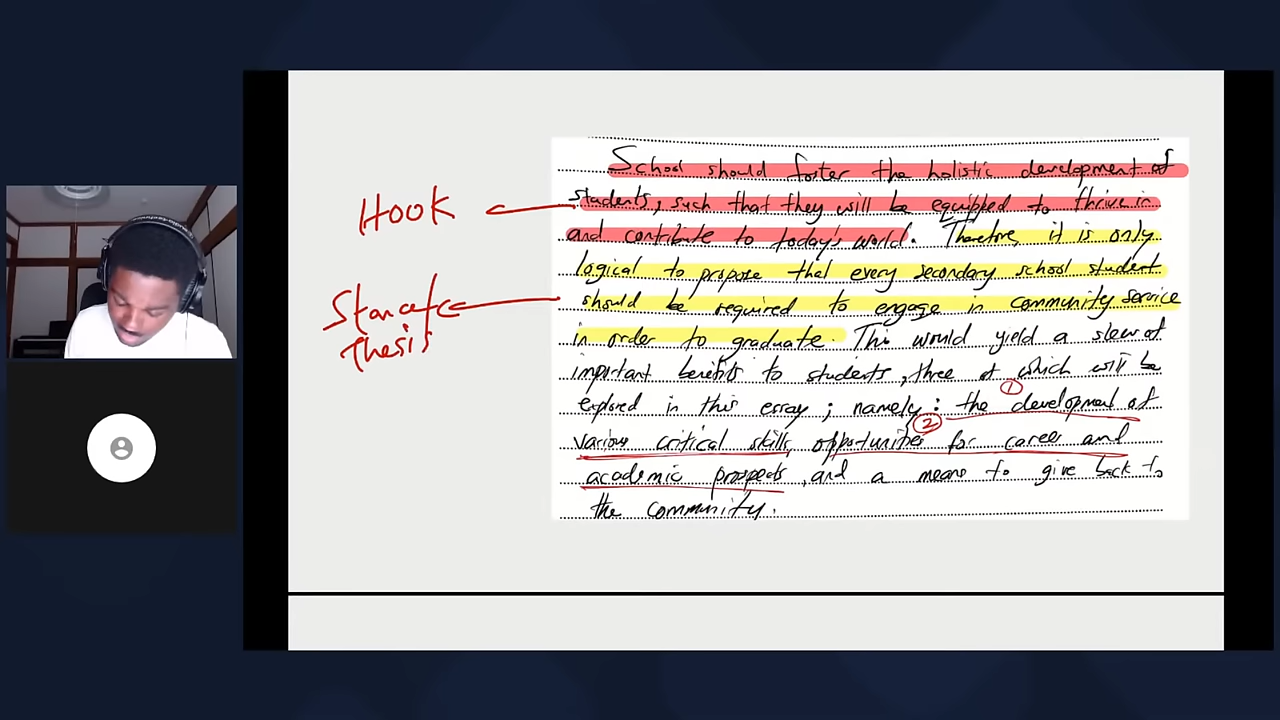 Hook
Stance/
Thesis
School should foster the holistic development of
students, such that they will be equipped to thrive in
and contribute to today's world. Therefore, it is only
logical to propose that every secondary school student
should be required to engage in community service
in order to graduate. This would yield a slew of
important benefits to students, three of which will be
explored in this essay; namely: the development of
various critical skills, opportunities for career and
academic prospects, and a means to give back to
the community.
1
2